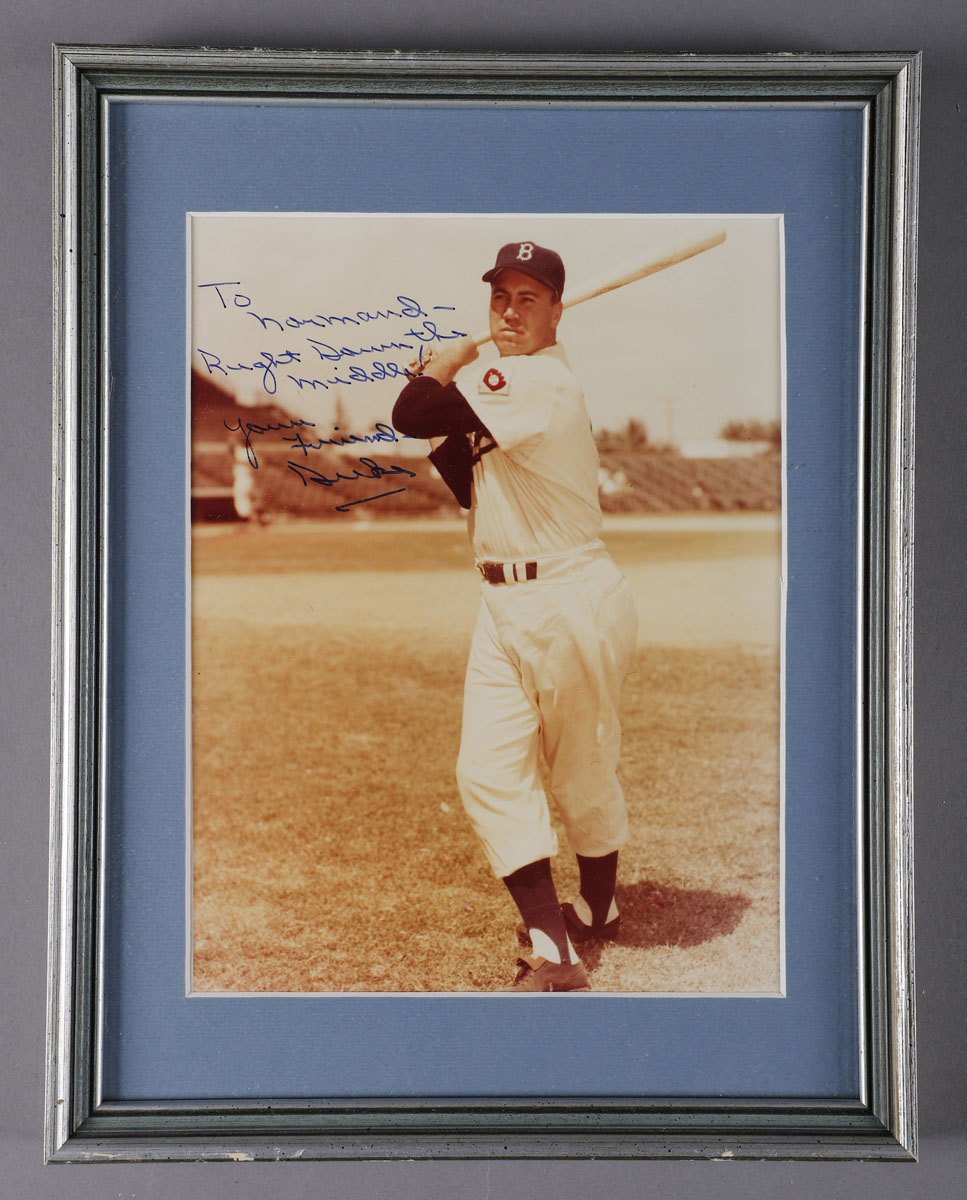 To
Normand-
Right Down the
Middle!
Your
Friend-
Duke
B